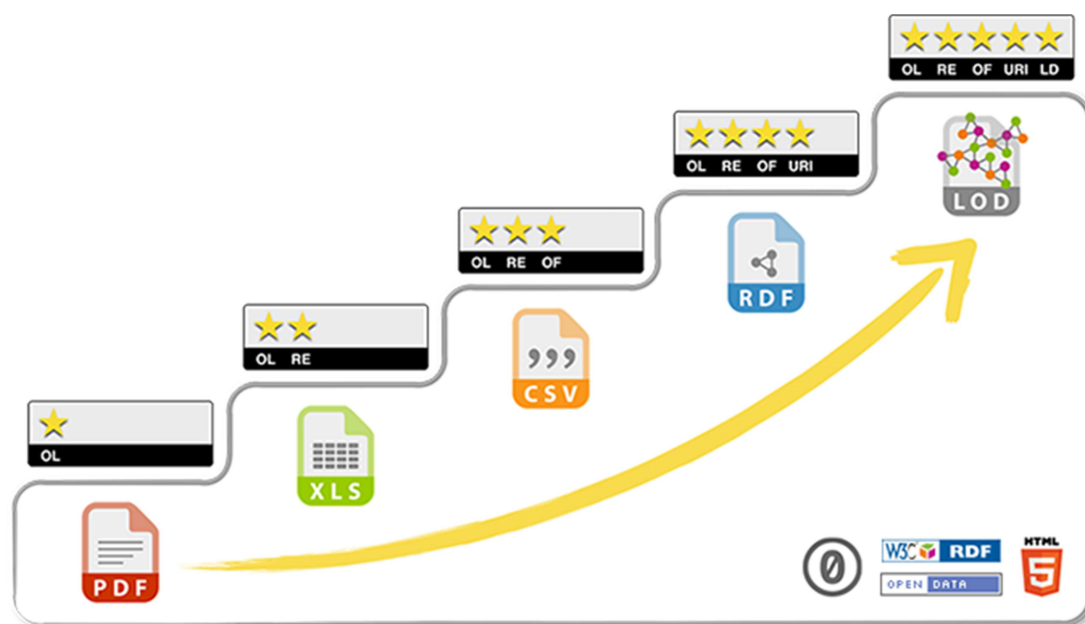 OL RE OF URI LD
OL RE OF URI
LOD
OL RE OF
RDF
OL RE
CSV
OL
XLS
PDF
0
W3C RDF
OPEN DATA
HTML
5